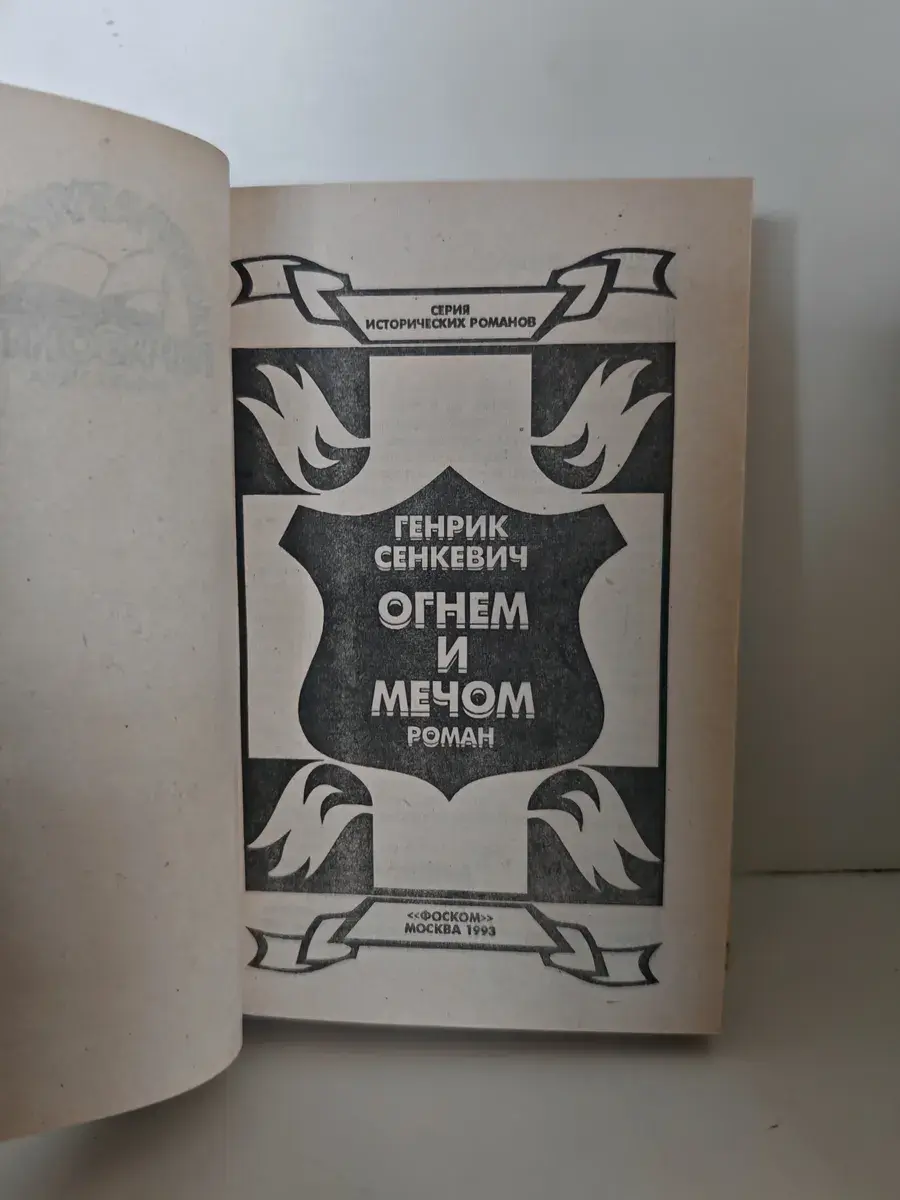 СЕРИЯ
ИСТОРИЧЕСКИХ РОМАНОВ
ГЕНРИК
СЕНКЕВИЧ
ОГНЕМ
И
МЕЧОМ
РОМАН
«ФОСКОМ»
МОСКВА 1993